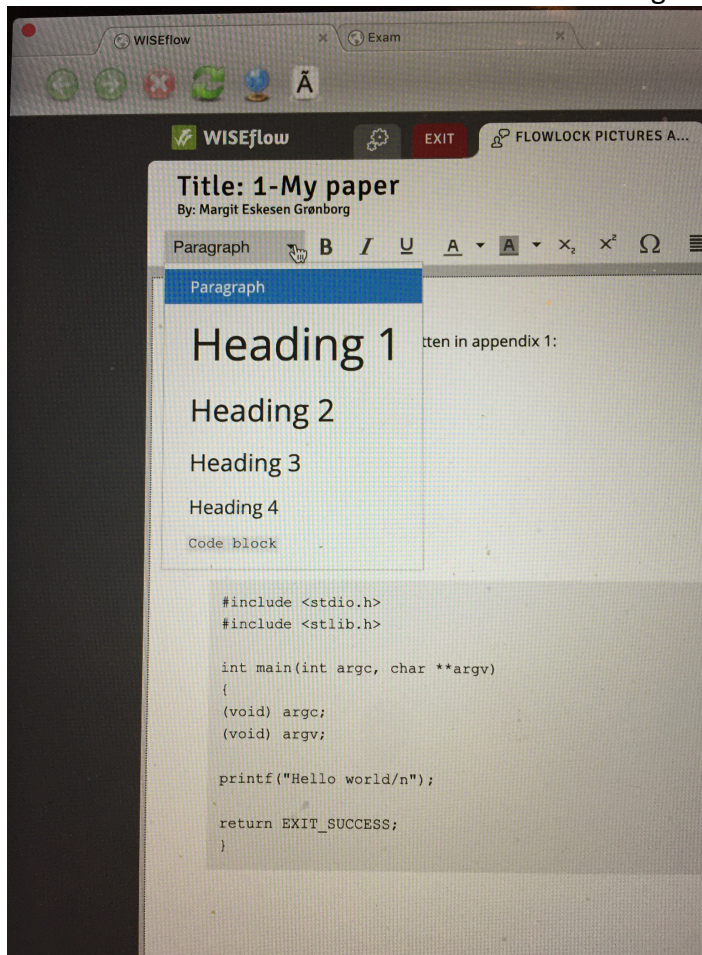 WISEflow
Exam
Ã
WISEflow
EXIT
FLOWLOCK PICTURES A...
Title: 1-My paper
By: Margit Eskesen Grønborg
Paragraph B I U A A X₂ X² Ω
Paragraph
Heading 1
tten in appendix 1:
Heading 2
Heading 3
Heading 4
Code block
#include <stdio.h>
#include <stlib.h>
int main(int argc, char **argv)
{
(void) argc;
(void) argv;
printf("Hello world/n");
return EXIT_SUCCESS;
}